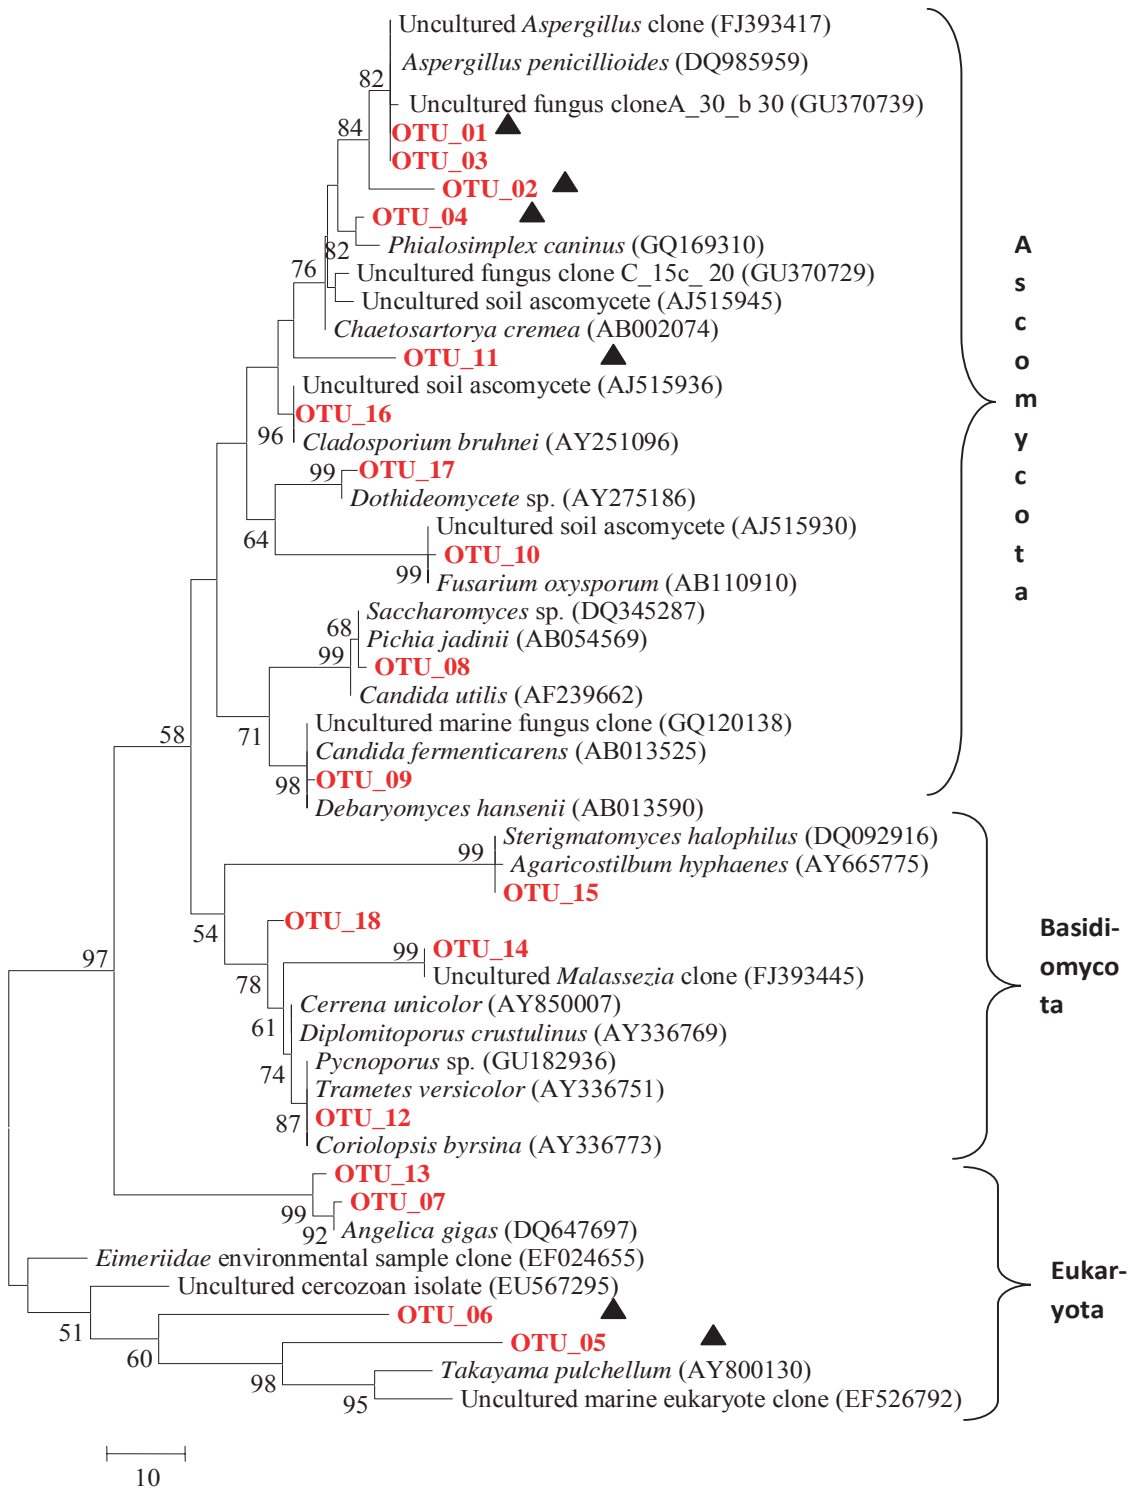 Uncultured Aspergillus clone (FJ393417)
Aspergillus penicillioides (DQ985959)
82
Uncultured fungus cloneA_30_b 30 (GU370739)
84
OTU_01
OTU_03
OTU_02
OTU_04
Phialosimplex caninus (GQ169310)
82
76
Uncultured fungus clone C_15c_ 20 (GU370729)
Uncultured soil ascomycete (AJ515945)
Chaetosartorya cremea (AB002074)
OTU_11
Uncultured soil ascomycete (AJ515936)
OTU_16
96
Cladosporium bruhnei (AY251096)
99
OTU_17
Dothideomycete sp. (AY275186)
Uncultured soil ascomycete (AJ515930)
64
OTU_10
99
Fusarium oxysporum (AB110910)
Saccharomyces sp. (DQ345287)
68
Pichia jadinii (AB054569)
99
OTU_08
Candida utilis (AF239662)
Uncultured marine fungus clone (GQ120138)
58
71
Candida fermenticarens (AB013525)
98
OTU_09
Debaryomyces hansenii (AB013590)
A
s
c
o
m
y
c
o
t
a
Sterigmatomyces halophilus (DQ092916)
99
Agaricostilbum hyphaenes (AY665775)
OTU_15
OTU_18
54
99
OTU_14
97
78
Uncultured Malassezia clone (FJ393445)
Cerrena unicolor (AY850007)
61
Diplomitoporus crustulinus (AY336769)
Pycnoporus sp. (GU182936)
74
Trametes versicolor (AY336751)
87
OTU_12
Coriolopsis byrsina (AY336773)
Basidi-
omyco
ta
OTU_13
99
OTU_07
92
Angelica gigas (DQ647697)
Eimeriidae environmental sample clone (EF024655)
Uncultured cercozoan isolate (EU567295)
OTU_06
51
OTU_05
60
Takayama pulchellum (AY800130)
98
95
Uncultured marine eukaryote clone (EF526792)
Eukar-
yota
10